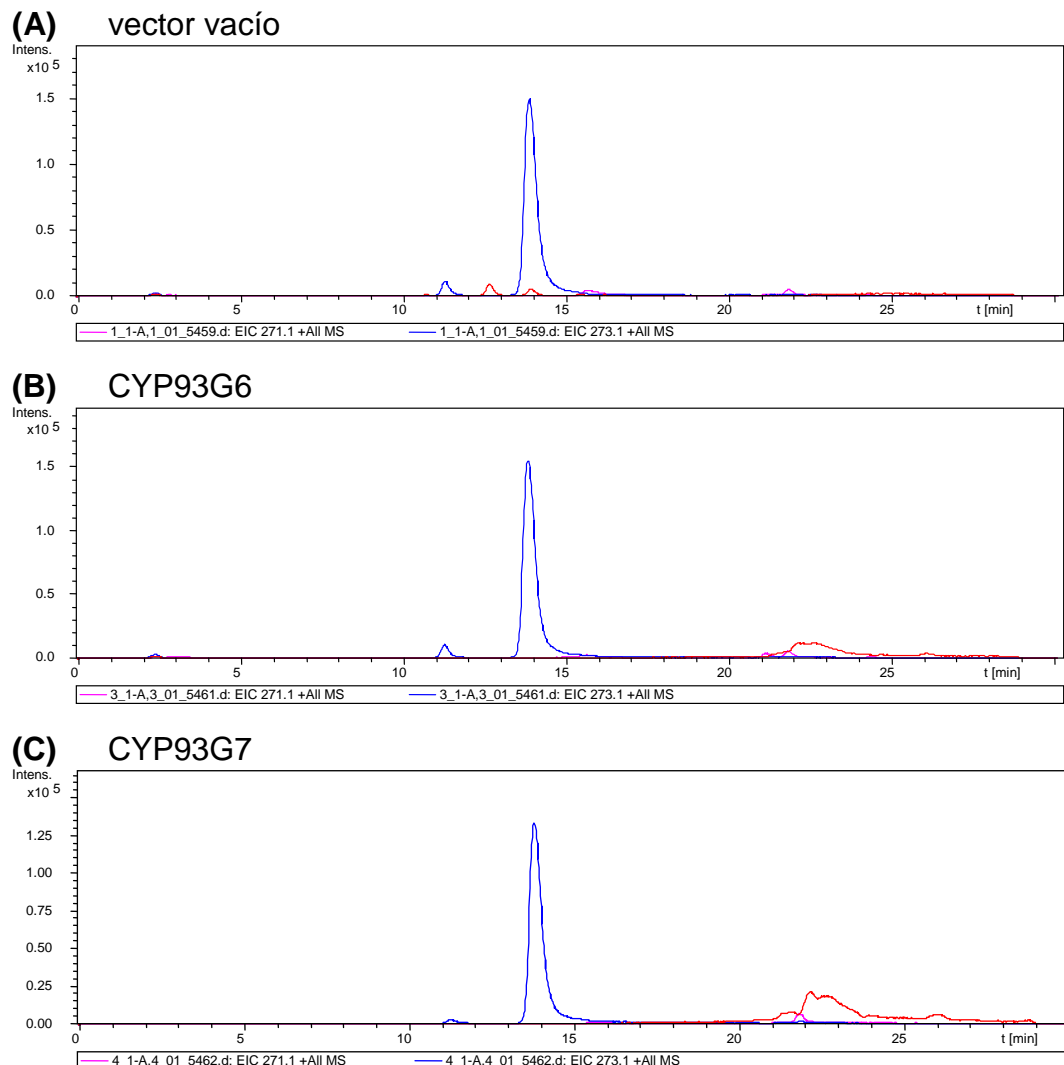 (A) vector vacío
Intens.
x10 5
1.5
1.0
0.5
0.0
0 5 10 15 20 25 t [min]
1_1-A,1_01_5459.d: EIC 271.1 +All MS 1_1-A,1_01_5459.d: EIC 273.1 +All MS
(B) CYP93G6
Intens.
x10 5
1.5
1.0
0.5
0.0
0 5 10 15 20 25 t [min]
3_1-A,3_01_5461.d: EIC 271.1 +All MS 3_1-A,3_01_5461.d: EIC 273.1 +All MS
(C) CYP93G7
Intens.
x10 5
1.25
1.00
0.75
0.50
0.25
0.00
0 5 10 15 20 25 t [min]
4_1-A,4_01_5462.d: EIC 271.1 +All MS 4_1-A,4_01_5462.d: EIC 273.1 +All MS